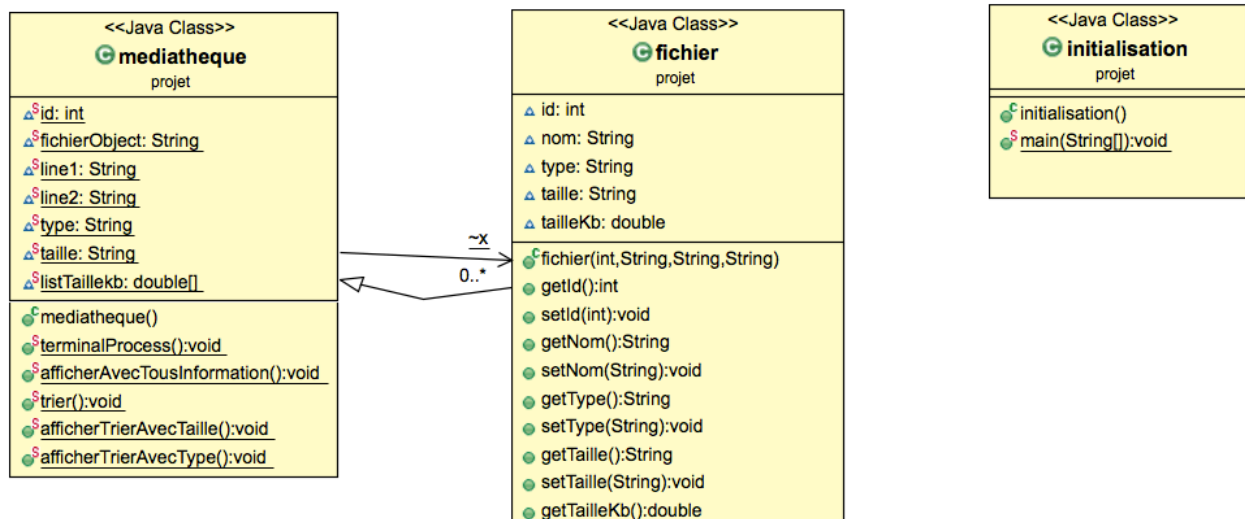 <<Java Class>>
mediatheque
projet
id: int
fichierObject: String
line1: String
line2: String
type: String
taille: String
listTaillekb: double[]
mediatheque()
terminalProcess():void
afficherAvecTousInformation():void
trier():void
afficherTrierAvecTaille():void
afficherTrierAvecType():void
~x
0..*
<<Java Class>>
fichier
projet
id: int
nom: String
type: String
taille: String
tailleKb: double
fichier(int,String,String,String)
getId():int
setId(int):void
getNom():String
setNom(String):void
getType():String
setType(String):void
getTaille():String
setTaille(String):void
getTailleKb():double
<<Java Class>>
initialisation
projet
initialisation()
main(String[]):void